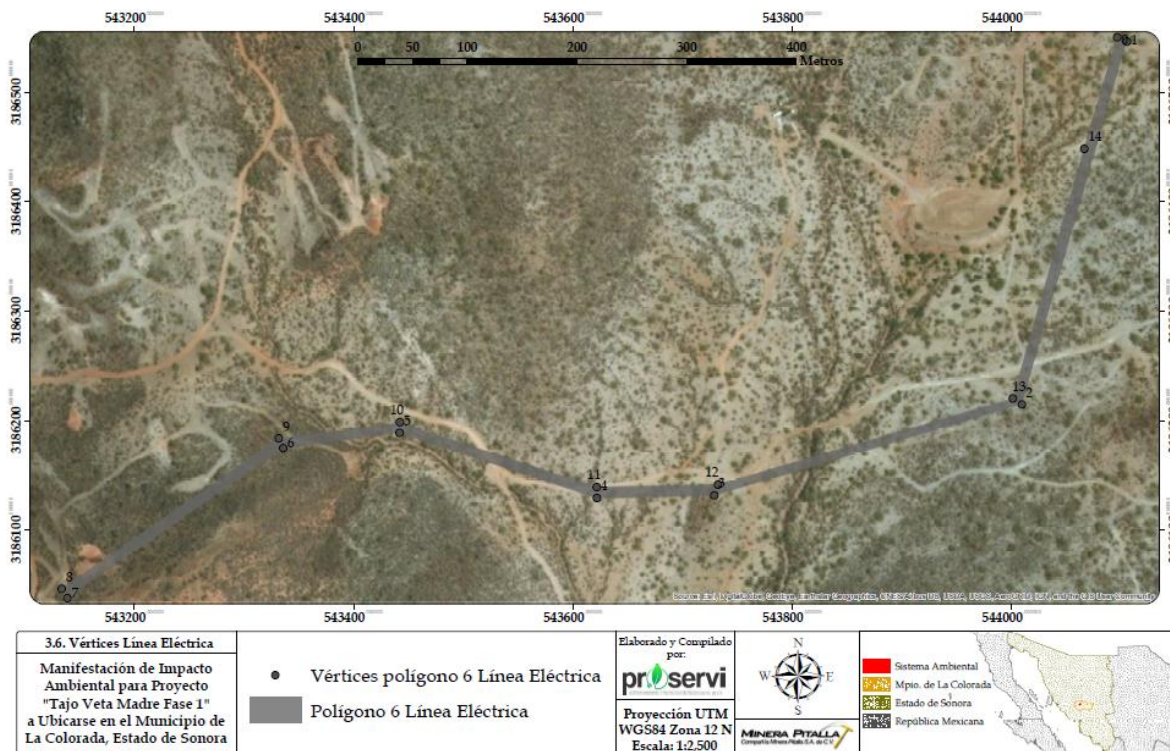 543200 543400 543600 543800 544000
0 50 100 200 300 400
Metros
3186500
3186400
3186300
3186200
3186100
1
14
13
2
12
3
11
4
10
5
9
6
8
7
543200 543400 543600 543800 544000
3.6. Vértices Línea Eléctrica
Manifestación de Impacto
Ambiental para Proyecto
"Tajo Veta Madre Fase 1"
a Ubicarse en el Municipio de
La Colorada, Estado de Sonora
Vértices polígono 6 Línea Eléctrica
Polígono 6 Línea Eléctrica
Elaborado y Compilado
por:
proservi
Proyección UTM
WGS84 Zona 12 N
Escala: 1:2,500
N
W E
S
MINERA PITALLA
Compañía Minera Pitalla S.A. de C.V.
Sistema Ambiental
Mpio. de La Colorada
Estado de Sonora
República Mexicana